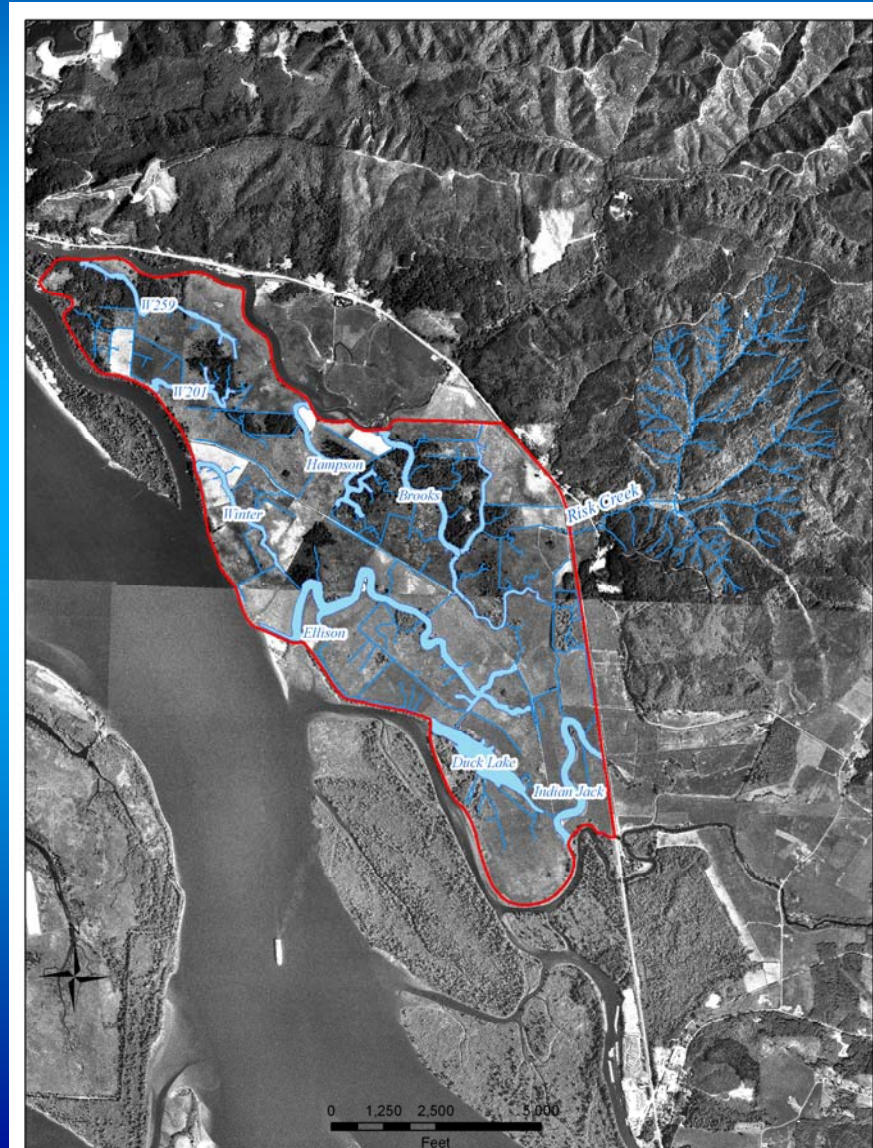 W259
W201
Hampson
Brooks
Risk Creek
Winter
Ellison
Duck Lake
Indian Jack
0 1,250 2,500 5,000
Feet